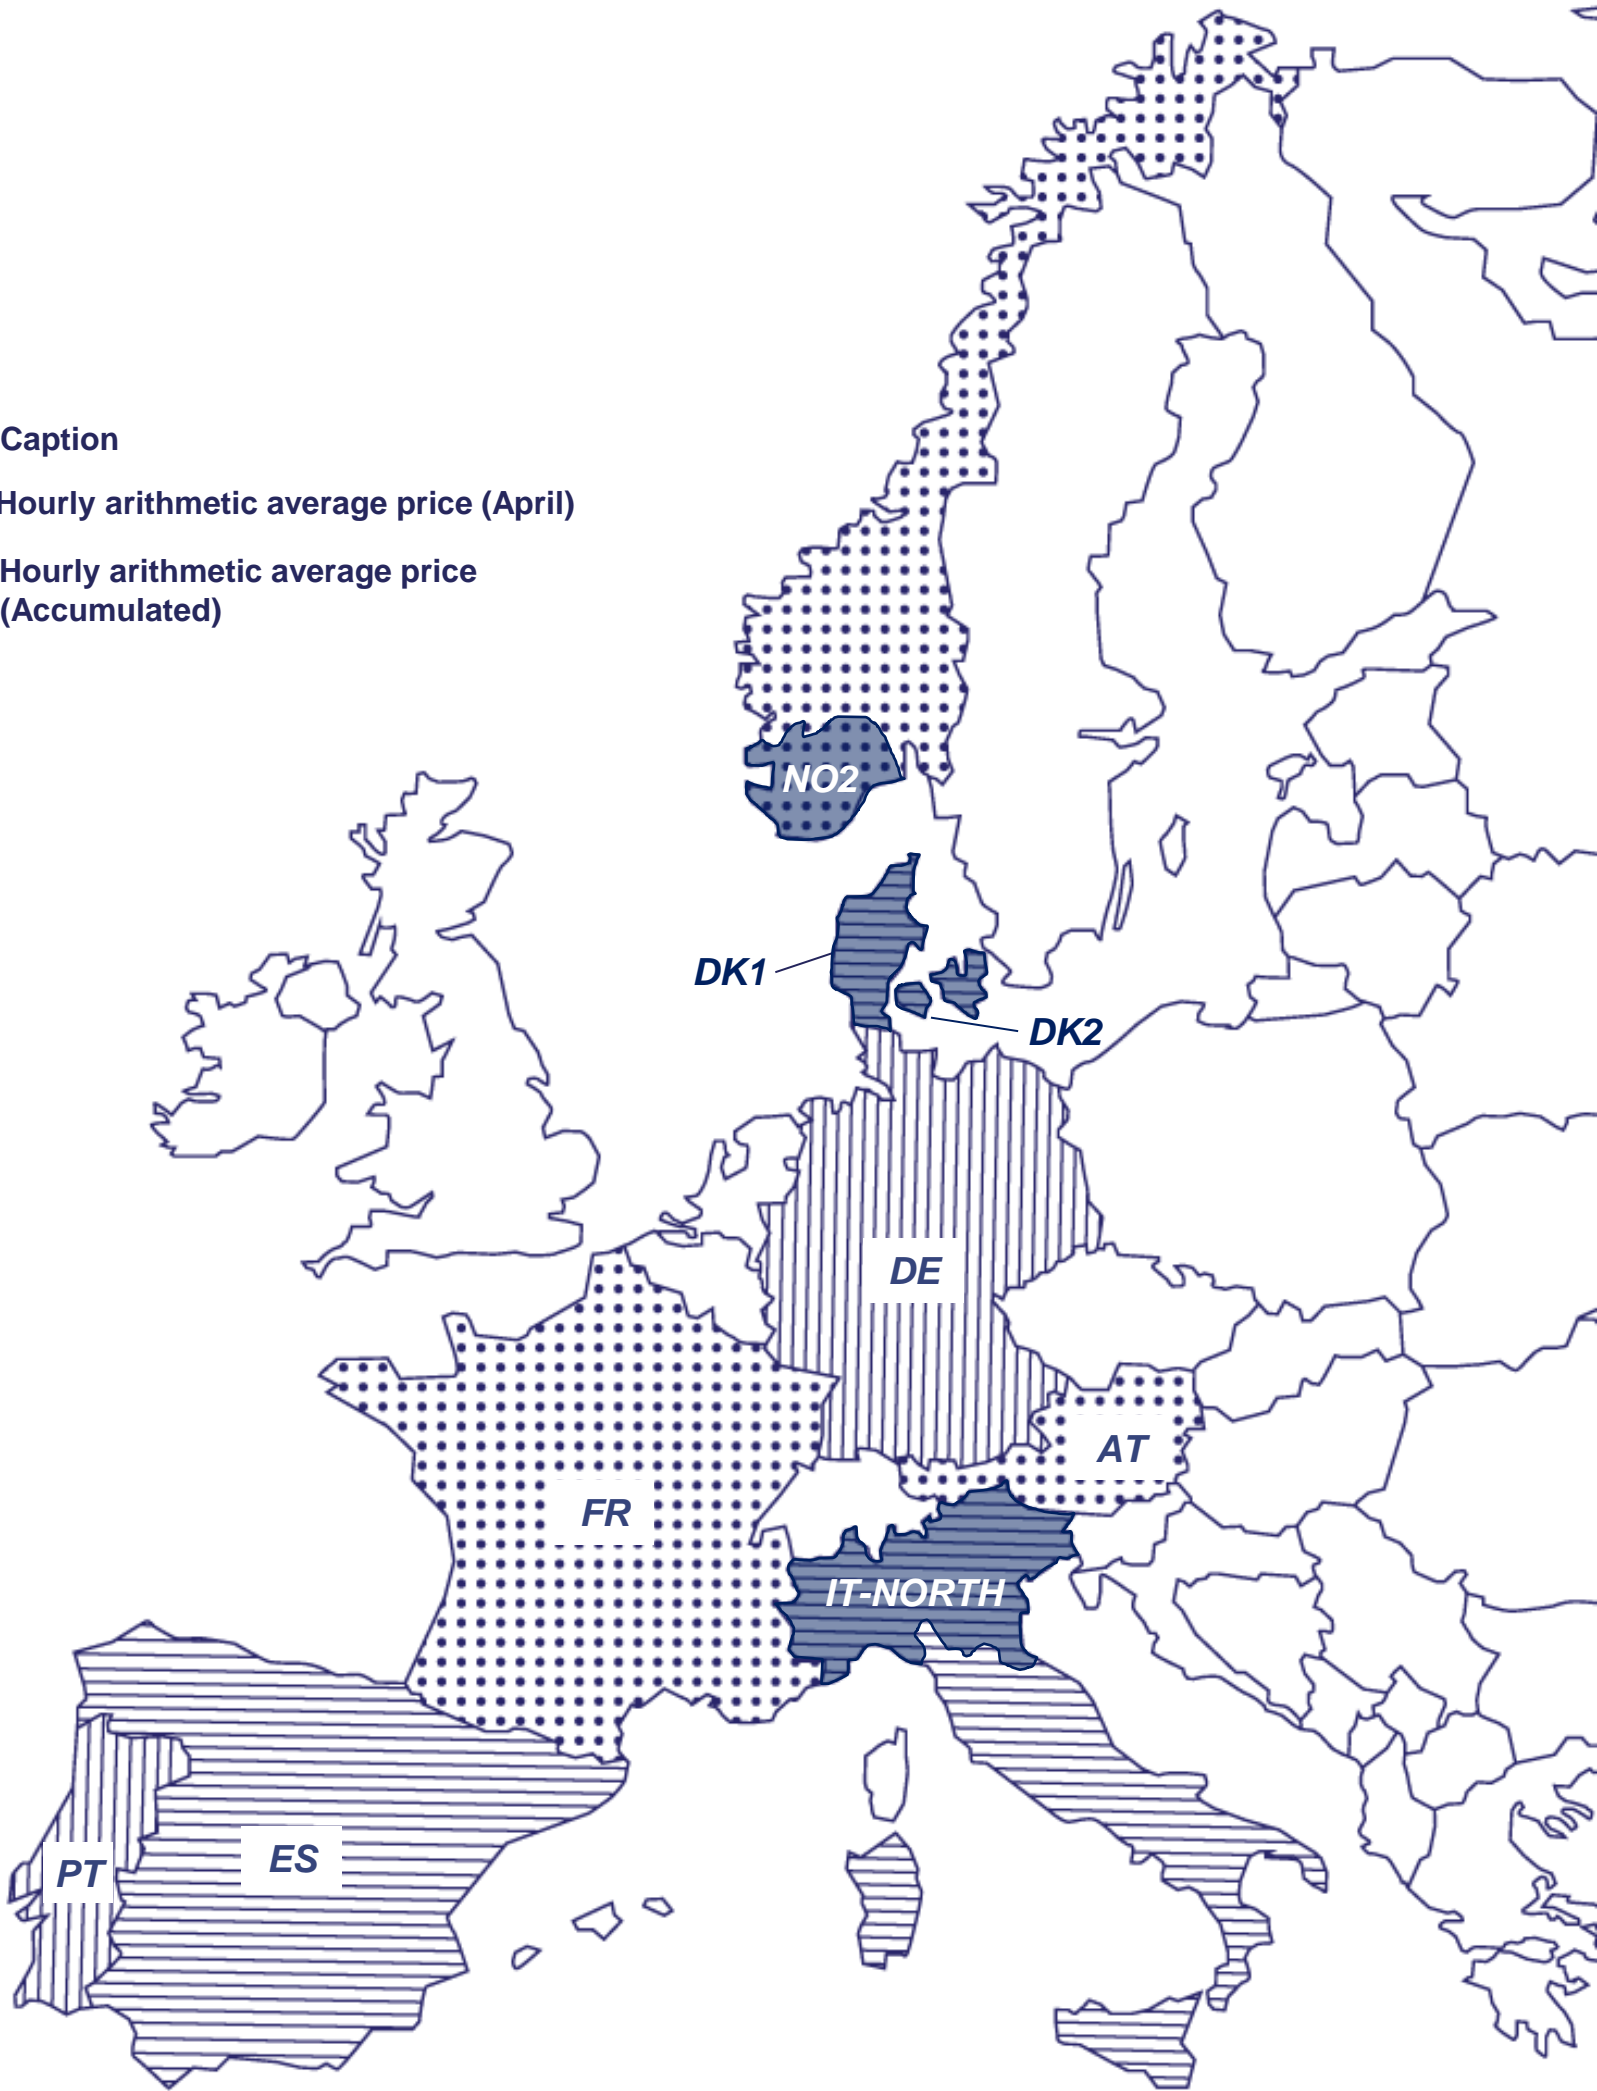 Caption
Hourly arithmetic average price (April)
Hourly arithmetic average price
(Accumulated)
NO2
DK1
DK2
DE
AT
FR
IT-NORTH
ES
PT